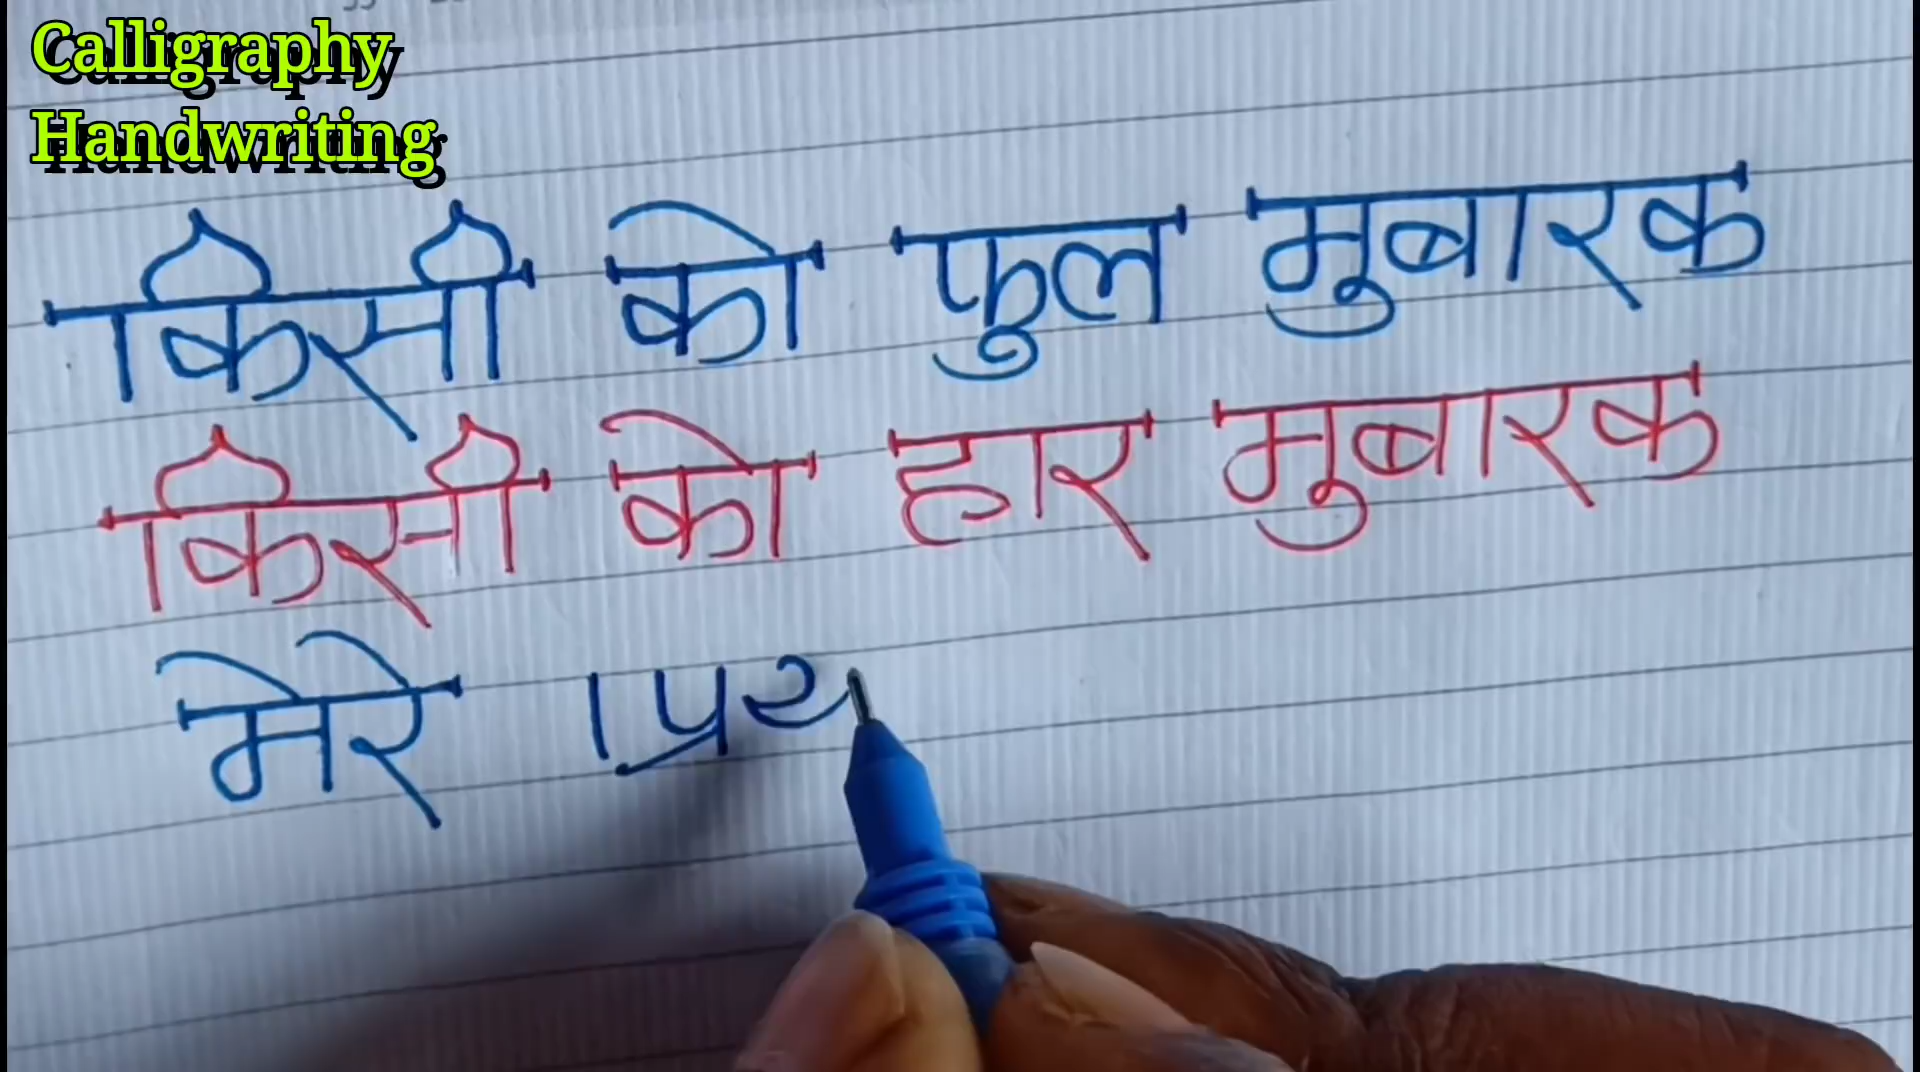 Calligraphy
Handwriting
किसी को फुल मुबारक
किसी को हार मुबारक
मेरे प्रिय